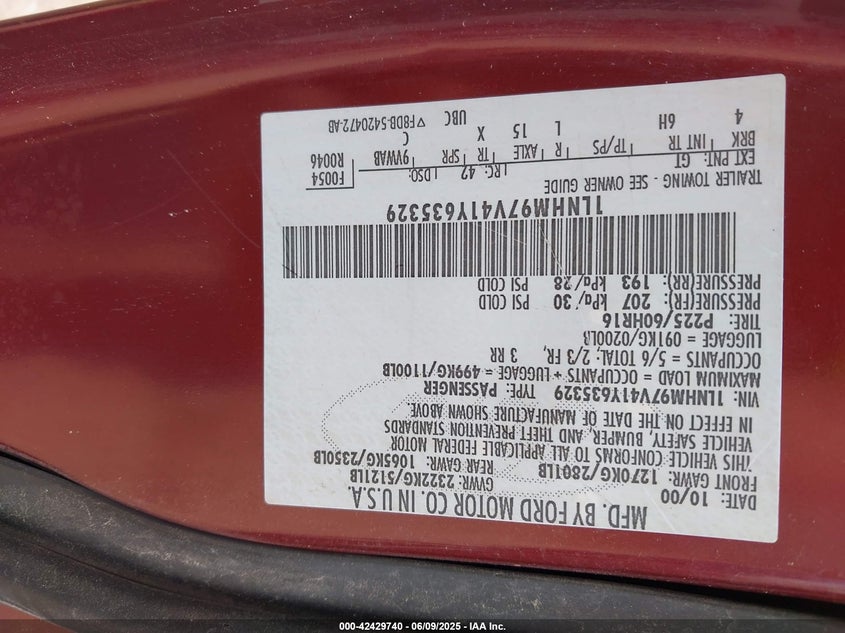 MFD. BY FORD MOTOR CO. IN U.S.A.
DATE: 10/00 GVWR: 2322KG/5121LB
FRONT GAWR: 1270KG/2801LB REAR GAWR: 1065KG/2350LB
THIS VEHICLE CONFORMS TO ALL APPLICABLE FEDERAL MOTOR
VEHICLE SAFETY, BUMPER, AND THEFT PREVENTION STANDARDS
IN EFFECT ON THE DATE OF MANUFACTURE SHOWN ABOVE
VIN: 1LNHM97V41Y635329 TYPE: PASSENGER
MAXIMUM LOAD = OCCUPANTS + LUGGAGE = 499KG/1100LB
OCCUPANTS = 5/6 TOTAL: 2/3 FR, 3 RR
LUGGAGE = 091KG/0200LB
TIRE: P225/60HR16
PRESSURE(FR): 207 kPa/30 PSI COLD
PRESSURE(RR): 193 kPa/28 PSI COLD
1LNHM97V41Y635329
TRAILER TOWING - SEE OWNER GUIDE
EXT PNT: GT RC: 42 DSO: F0054
BRK INT TR TP/PS R AXLE TR SPR 9VWAB R0046
4 6H L 15 X C
UBC ▽F8DB-5420472-AB
000-42429740 | 06/09/2025 - IAA Inc.